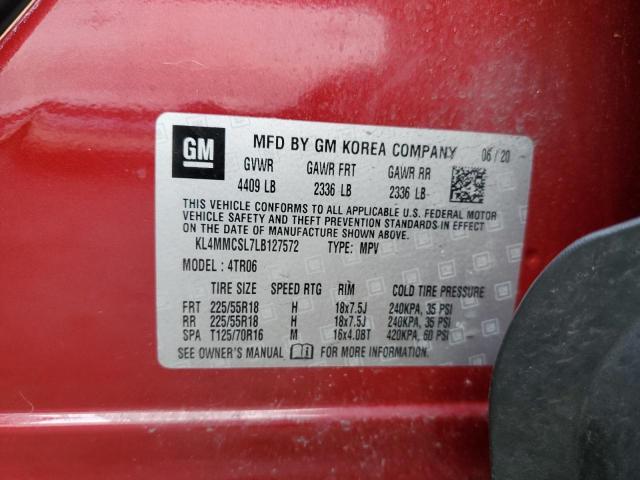 GM MFD BY GM KOREA COMPANY 06/20
GVWR GAWR FRT GAWR RR
4409 LB 2336 LB 2336 LB
THIS VEHICLE CONFORMS TO ALL APPLICABLE U.S. FEDERAL MOTOR
VEHICLE SAFETY AND THEFT PREVENTION STANDARDS IN EFFECT ON
THE DATE OF MANUFACTURE SHOWN ABOVE.
KL4MMCSL7LB127572 TYPE: MPV
MODEL: 4TR06
TIRE SIZE SPEED RTG RIM COLD TIRE PRESSURE
FRT 225/55R18 H 18x7.5J 240KPA, 35 PSI
RR 225/55R18 H 18x7.5J 240KPA, 35 PSI
SPA T125/70R16 M 16x4.0BT 420KPA, 60 PSI
SEE OWNER'S MANUAL FOR MORE INFORMATION.